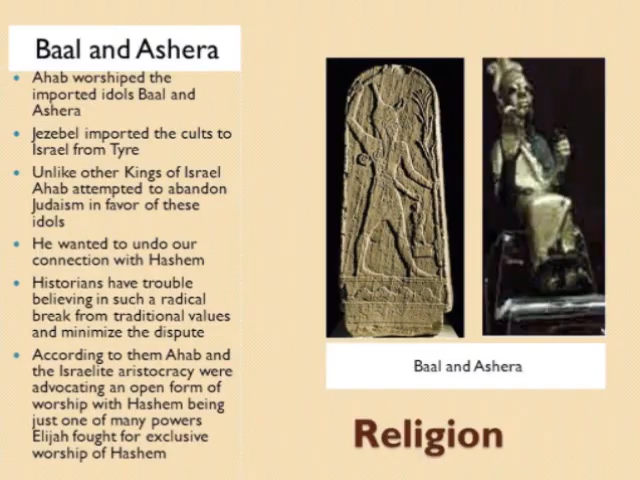 Baal and Ashera
• Ahab worshiped the
imported idols Baal and
Ashera
• Jezebel imported the cults to
Israel from Tyre
• Unlike other Kings of Israel
Ahab attempted to abandon
Judaism in favor of these
idols
• He wanted to undo our
connection with Hashem
• Historians have trouble
believing in such a radical
break from traditional values
and minimize the dispute
• According to them Ahab and
the Israelite aristocracy were
advocating an open form of
worship with Hashem being
just one of many powers
Elijah fought for exclusive
worship of Hashem
Baal and Ashera
Religion